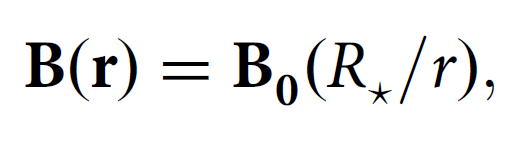 B(r) = B₀(R⋆/r),